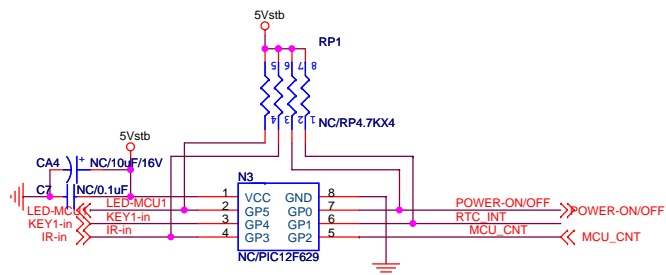 5Vstb
RP1
5 6 7 8
4 3 2 1
NC/RP4.7KX4
5Vstb
CA4 + NC/10uF/16V
C7 NC/0.1uF
N3
1 VCC GND 8
LED-MCU1 LED-MCU1 2 GP5 GP0 7 POWER-ON/OFF POWER-ON/OFF
KEY1-in KEY1-in 3 GP4 GP1 6 RTC_INT
IR-in IR-in 4 GP3 GP2 5 MCU_CNT MCU_CNT
NC/PIC12F629